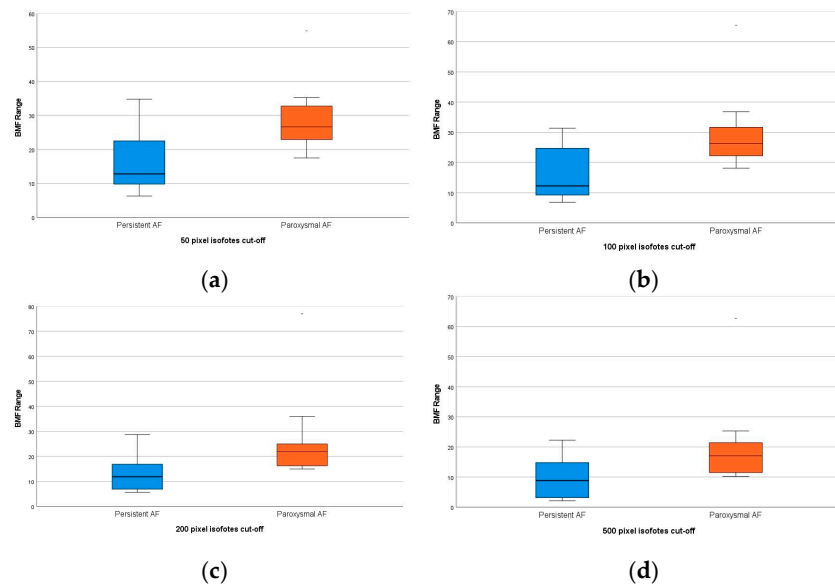 60
50
40
30
20
10
0
BMF Range
Persistent AF
Paroxysmal AF
50 pixel isofotes cut-off
(a)
70
60
50
40
30
20
10
0
BMF Range
Persistent AF
Paroxysmal AF
100 pixel isofotes cut-off
(b)
80
70
60
50
40
30
20
10
0
BMF Range
Persistent AF
Paroxysmal AF
200 pixel isofotes cut-off
(c)
70
60
50
40
30
20
10
0
BMF Range
Persistent AF
Paroxysmal AF
500 pixel isofotes cut-off
(d)